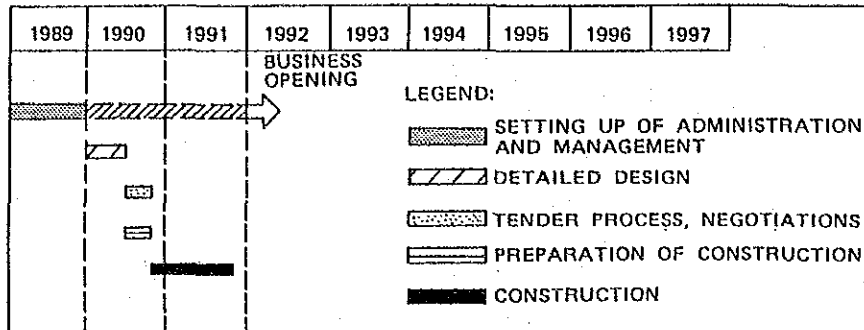 1989 1990 1991 1992 1993 1994 1995 1996 1997
BUSINESS
OPENING
LEGEND:
SETTING UP OF ADMINISTRATION
AND MANAGEMENT
DETAILED DESIGN
TENDER PROCESS, NEGOTIATIONS
PREPARATION OF CONSTRUCTION
CONSTRUCTION